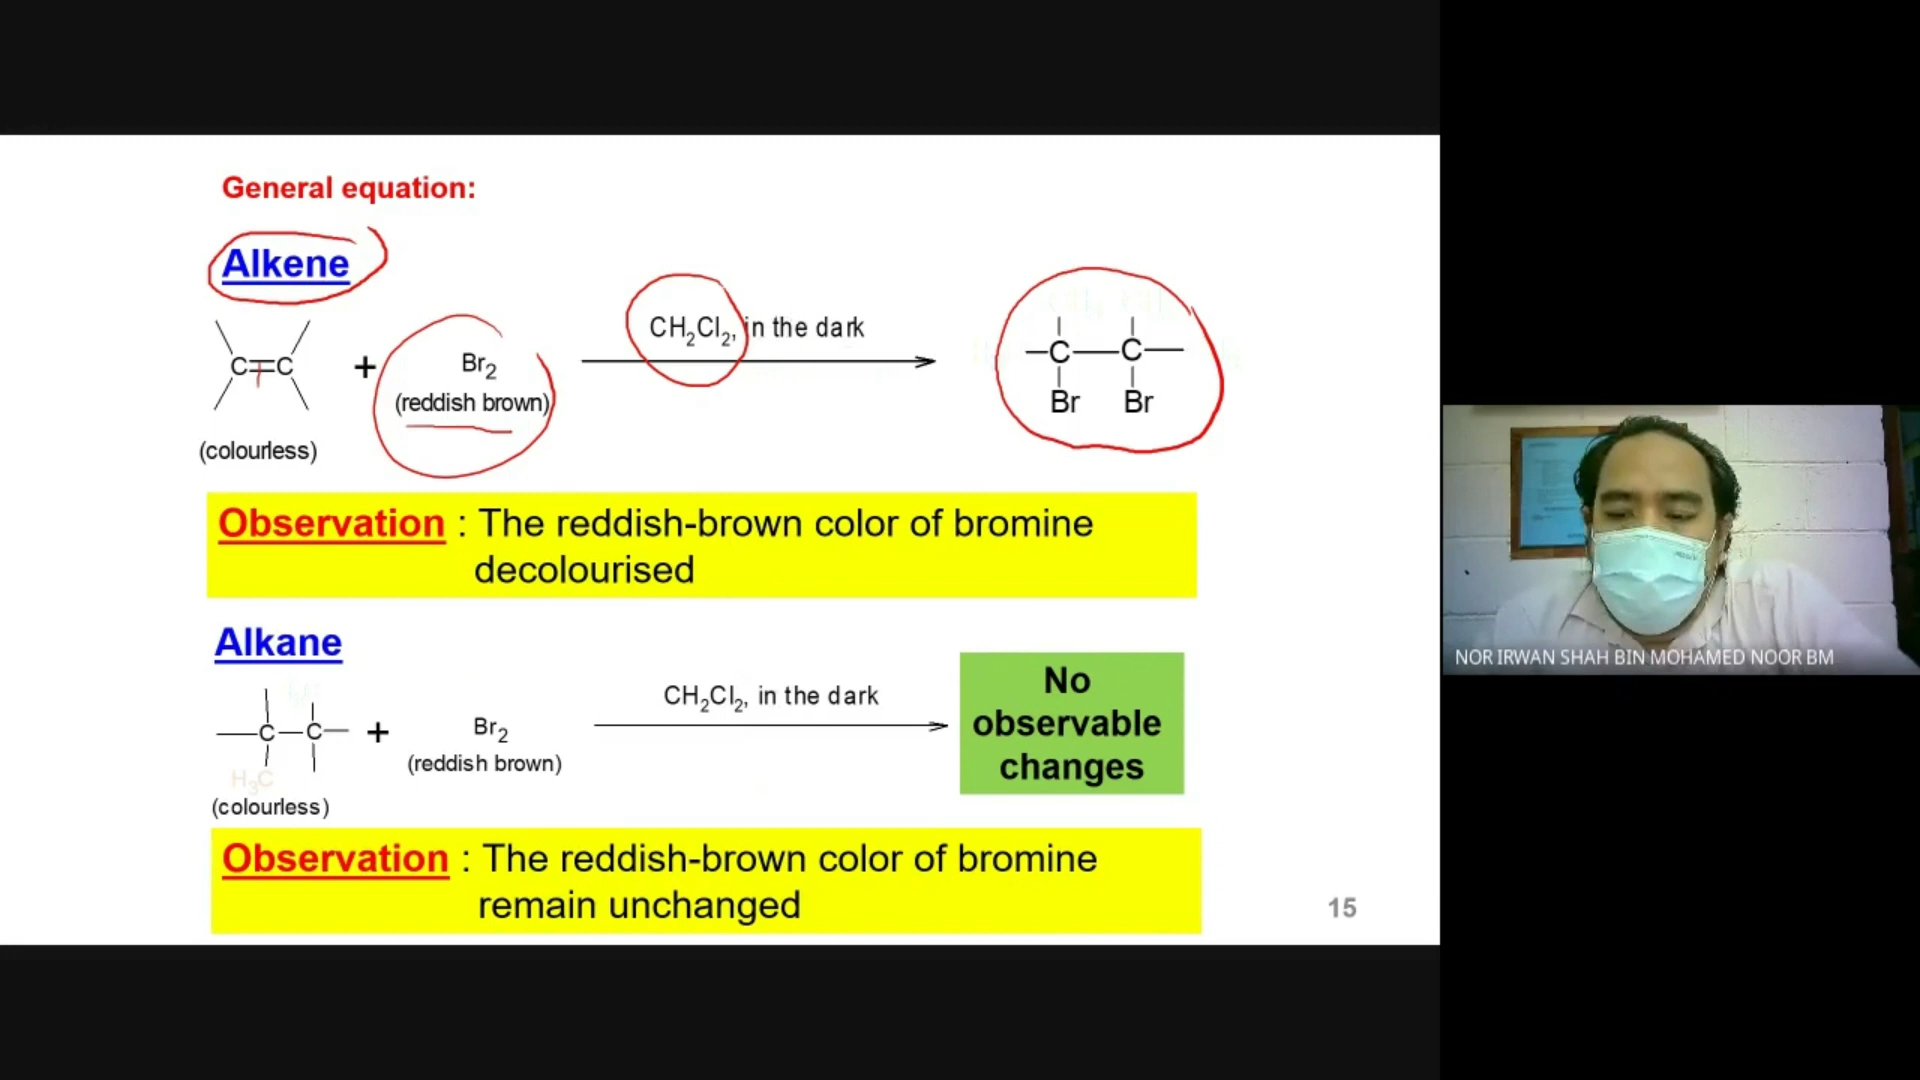 General equation:
Alkene
C=C + Br2 CH2Cl2, in the dark C—C
(reddish brown) Br Br
(colourless)
Observation : The reddish-brown color of bromine
decolourised
Alkane
C—C + Br2 CH2Cl2, in the dark
(reddish brown)
H3C
(colourless)
No
observable
changes
Observation : The reddish-brown color of bromine
remain unchanged
15
NOR IRWAN SHAH BIN MOHAMED NOOR BM